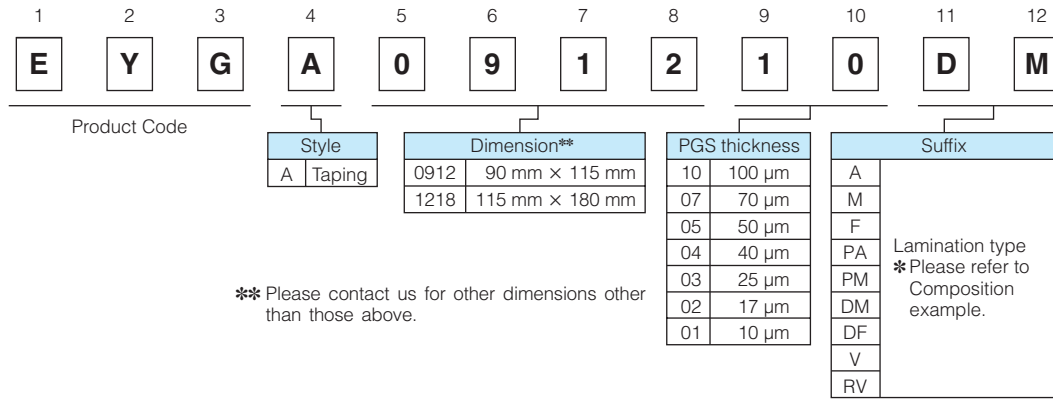 1 2 3 4 5 6 7 8 9 10 11 12
E Y G A 0 9 1 2 1 0 D M
Product Code
Style
A Taping
Dimension**
0912 90 mm × 115 mm
1218 115 mm × 180 mm
** Please contact us for other dimensions other
than those above.
PGS thickness
10 100 µm
07 70 µm
05 50 µm
04 40 µm
03 25 µm
02 17 µm
01 10 µm
Suffix
A
M
F
PA
PM
DM
DF
V
RV
Lamination type
* Please refer to
Composition
example.